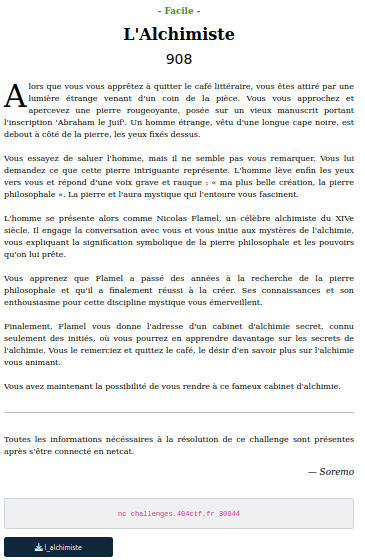 - Facile -
L'Alchimiste
908
Alors que vous vous apprêtez à quitter le café littéraire, vous êtes attiré par une
lumière étrange venant d'un coin de la pièce. Vous vous approchez et
apercevez une pierre rougeoyante, posée sur un vieux manuscrit portant
l'inscription 'Abraham le Juif'. Un homme étrange, vêtu d'une longue cape noire, est
debout à côté de la pierre, les yeux fixés dessus.
Vous essayez de saluer l'homme, mais il ne semble pas vous remarquer. Vous lui
demandez ce que cette pierre intriguante représente. L'homme lève enfin les yeux
vers vous et répond d'une voix grave et rauque : « ma plus belle création, la pierre
philosophale ». La pierre et l'aura mystique qui l'entoure vous fascinent.
L'homme se présente alors comme Nicolas Flamel, un célèbre alchimiste du XIVe
siècle. Il engage la conversation avec vous et vous initie aux mystères de l'alchimie,
vous expliquant la signification symbolique de la pierre philosophale et les pouvoirs
qu'on lui prête.
Vous apprenez que Flamel a passé des années à la recherche de la pierre
philosophale et qu'il a finalement réussi à la créer. Ses connaissances et son
enthousiasme pour cette discipline mystique vous émerveillent.
Finalement, Flamel vous donne l'adresse d'un cabinet d'alchimie secret, connu
seulement des initiés, où vous pourrez en apprendre davantage sur les secrets de
l'alchimie. Vous le remerciez et quittez le café, le désir d'en savoir plus sur l'alchimie
vous animant.
Vous avez maintenant la possibilité de vous rendre à ce fameux cabinet d'alchimie.
Toutes les informations nécéssaires à la résolution de ce challenge sont présentes
après s'être connecté en netcat.
— Soremo
nc challenges.404ctf.fr 30944
l_alchimiste